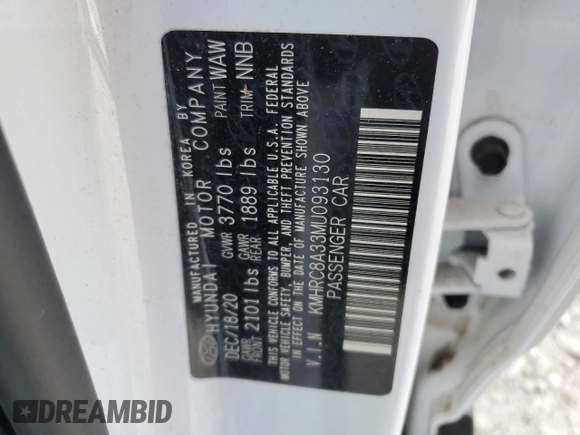 MANUFACTURED IN KOREA BY
HYUNDAI MOTOR COMPANY
DEC/18/20 GVWR 3770 lbs PAINT WAW
GAWR FRONT 2101 lbs GAWR REAR 1889 lbs TRIM NNB
THIS VEHICLE CONFORMS TO ALL APPLICABLE U.S.A. FEDERAL
MOTOR VEHICLE SAFETY, BUMPER, AND THEFT PREVENTION STANDARDS
IN EFFECT ON THE DATE OF MANUFACTURE SHOWN ABOVE
V.I.N KMHRC8A33MU093130
PASSENGER CAR
DREAMBID